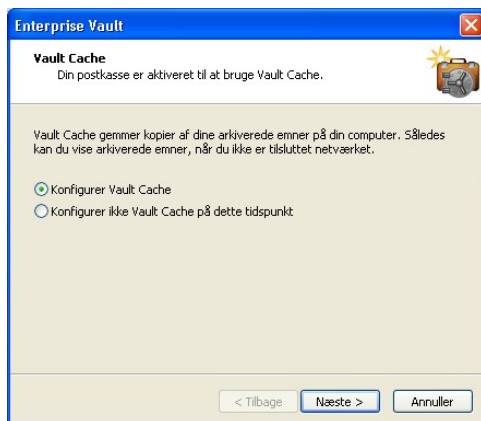 Enterprise Vault
Vault Cache
Din postkasse er aktiveret til at bruge Vault Cache.
Vault Cache gemmer kopier af dine arkiverede emner på din computer. Således
kan du vise arkiverede emner, når du ikke er tilsluttet netværket.
Konfigurer Vault Cache
Konfigurer ikke Vault Cache på dette tidspunkt
< Tilbage
Næste >
Annuller